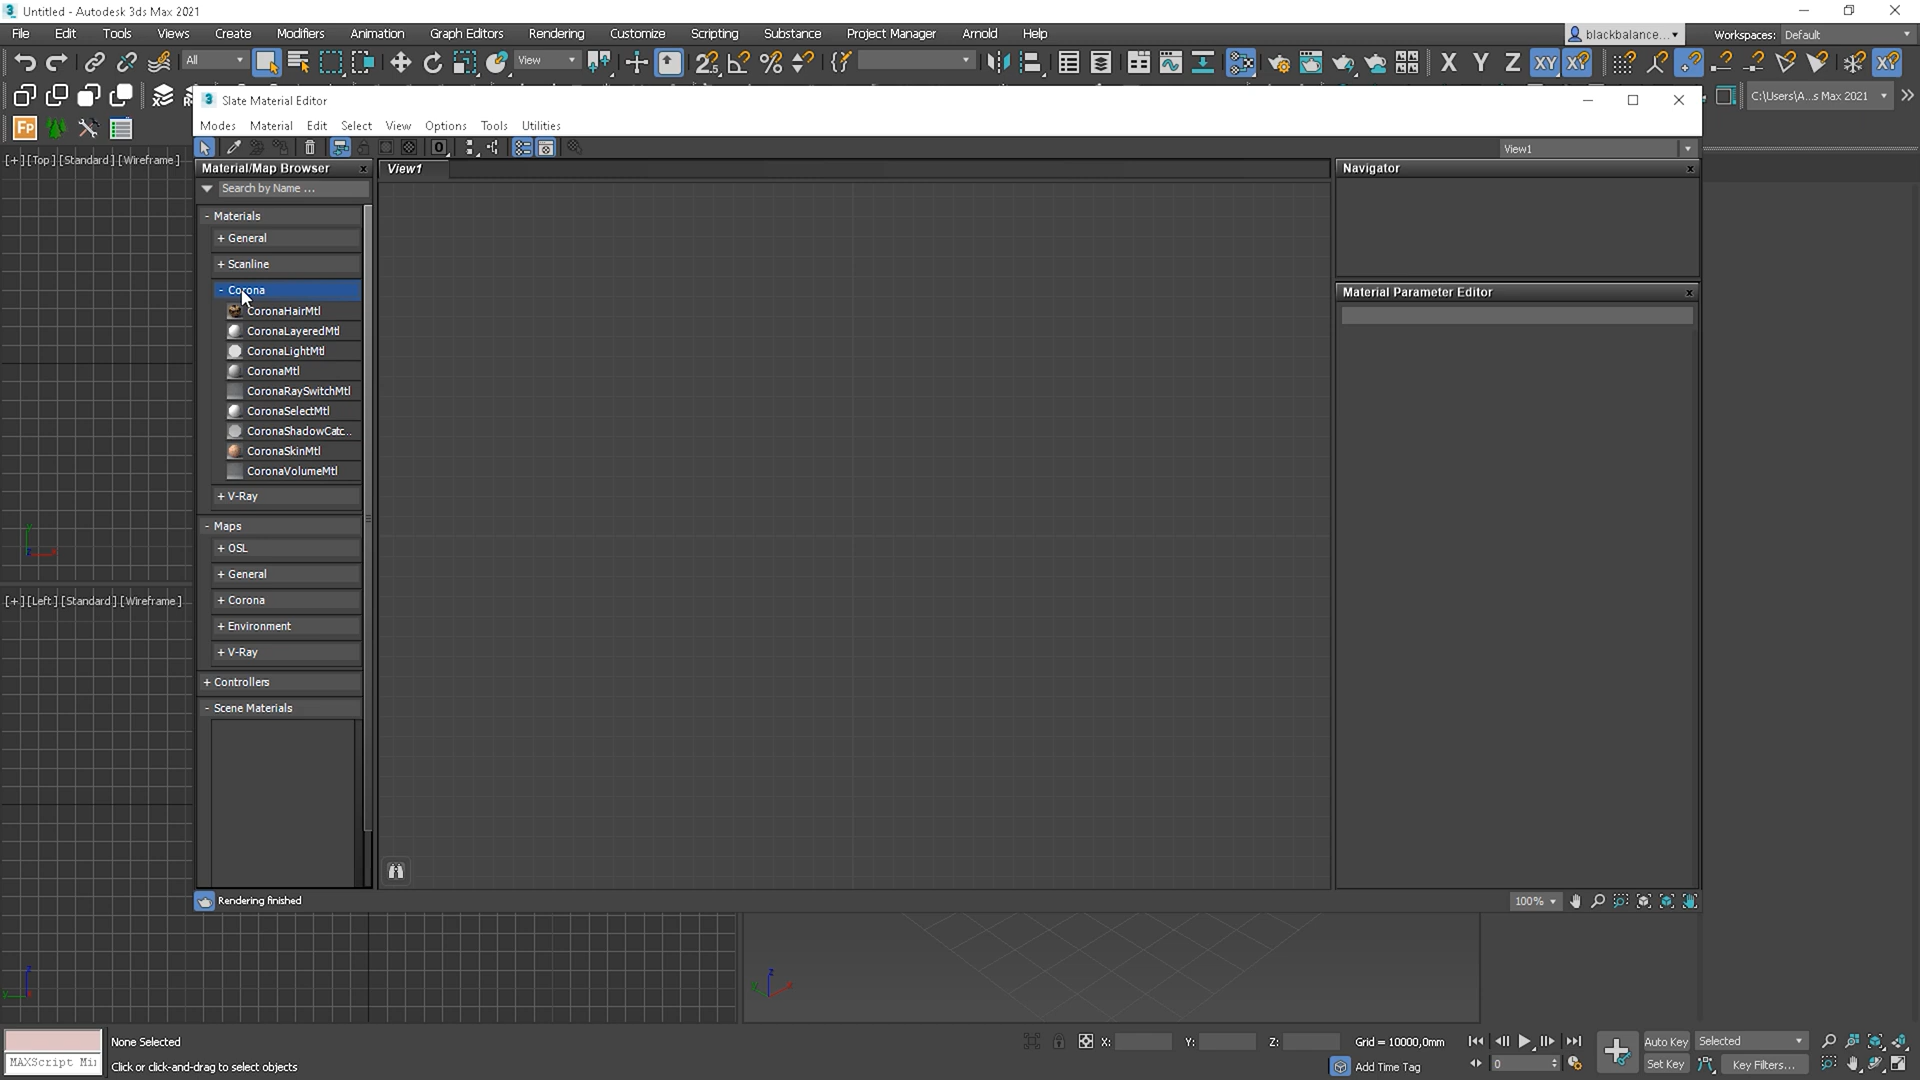 Untitled - Autodesk 3ds Max 2021
File Edit Tools Views Create Modifiers Animation Graph Editors Rendering Customize Scripting Substance Project Manager Arnold Help
blackbalance...
Workspaces: Default
All
View
X Y Z XY XY
XY
Slate Material Editor
C:\Users\A...s Max 2021
Modes Material Edit Select View Options Tools Utilities
Fp
View1
[+] [Top] [Standard] [Wireframe]
Material/Map Browser
View1
Navigator
Search by Name ...
- Materials
+ General
+ Scanline
- Corona
CoronaHairMtl
CoronaLayeredMtl
CoronaLightMtl
CoronaMtl
CoronaRaySwitchMtl
CoronaSelectMtl
CoronaShadowCatc...
CoronaSkinMtl
CoronaVolumeMtl
+ V-Ray
- Maps
+ OSL
+ General
+ Corona
+ Environment
+ V-Ray
+ Controllers
- Scene Materials
Material Parameter Editor
[+] [Left] [Standard] [Wireframe]
Rendering finished
100%
None Selected
X: Y: Z: Grid = 10000,0mm
Auto Key Selected
MAXScript Mi
Click or click-and-drag to select objects
Add Time Tag
0
Set Key Key Filters...